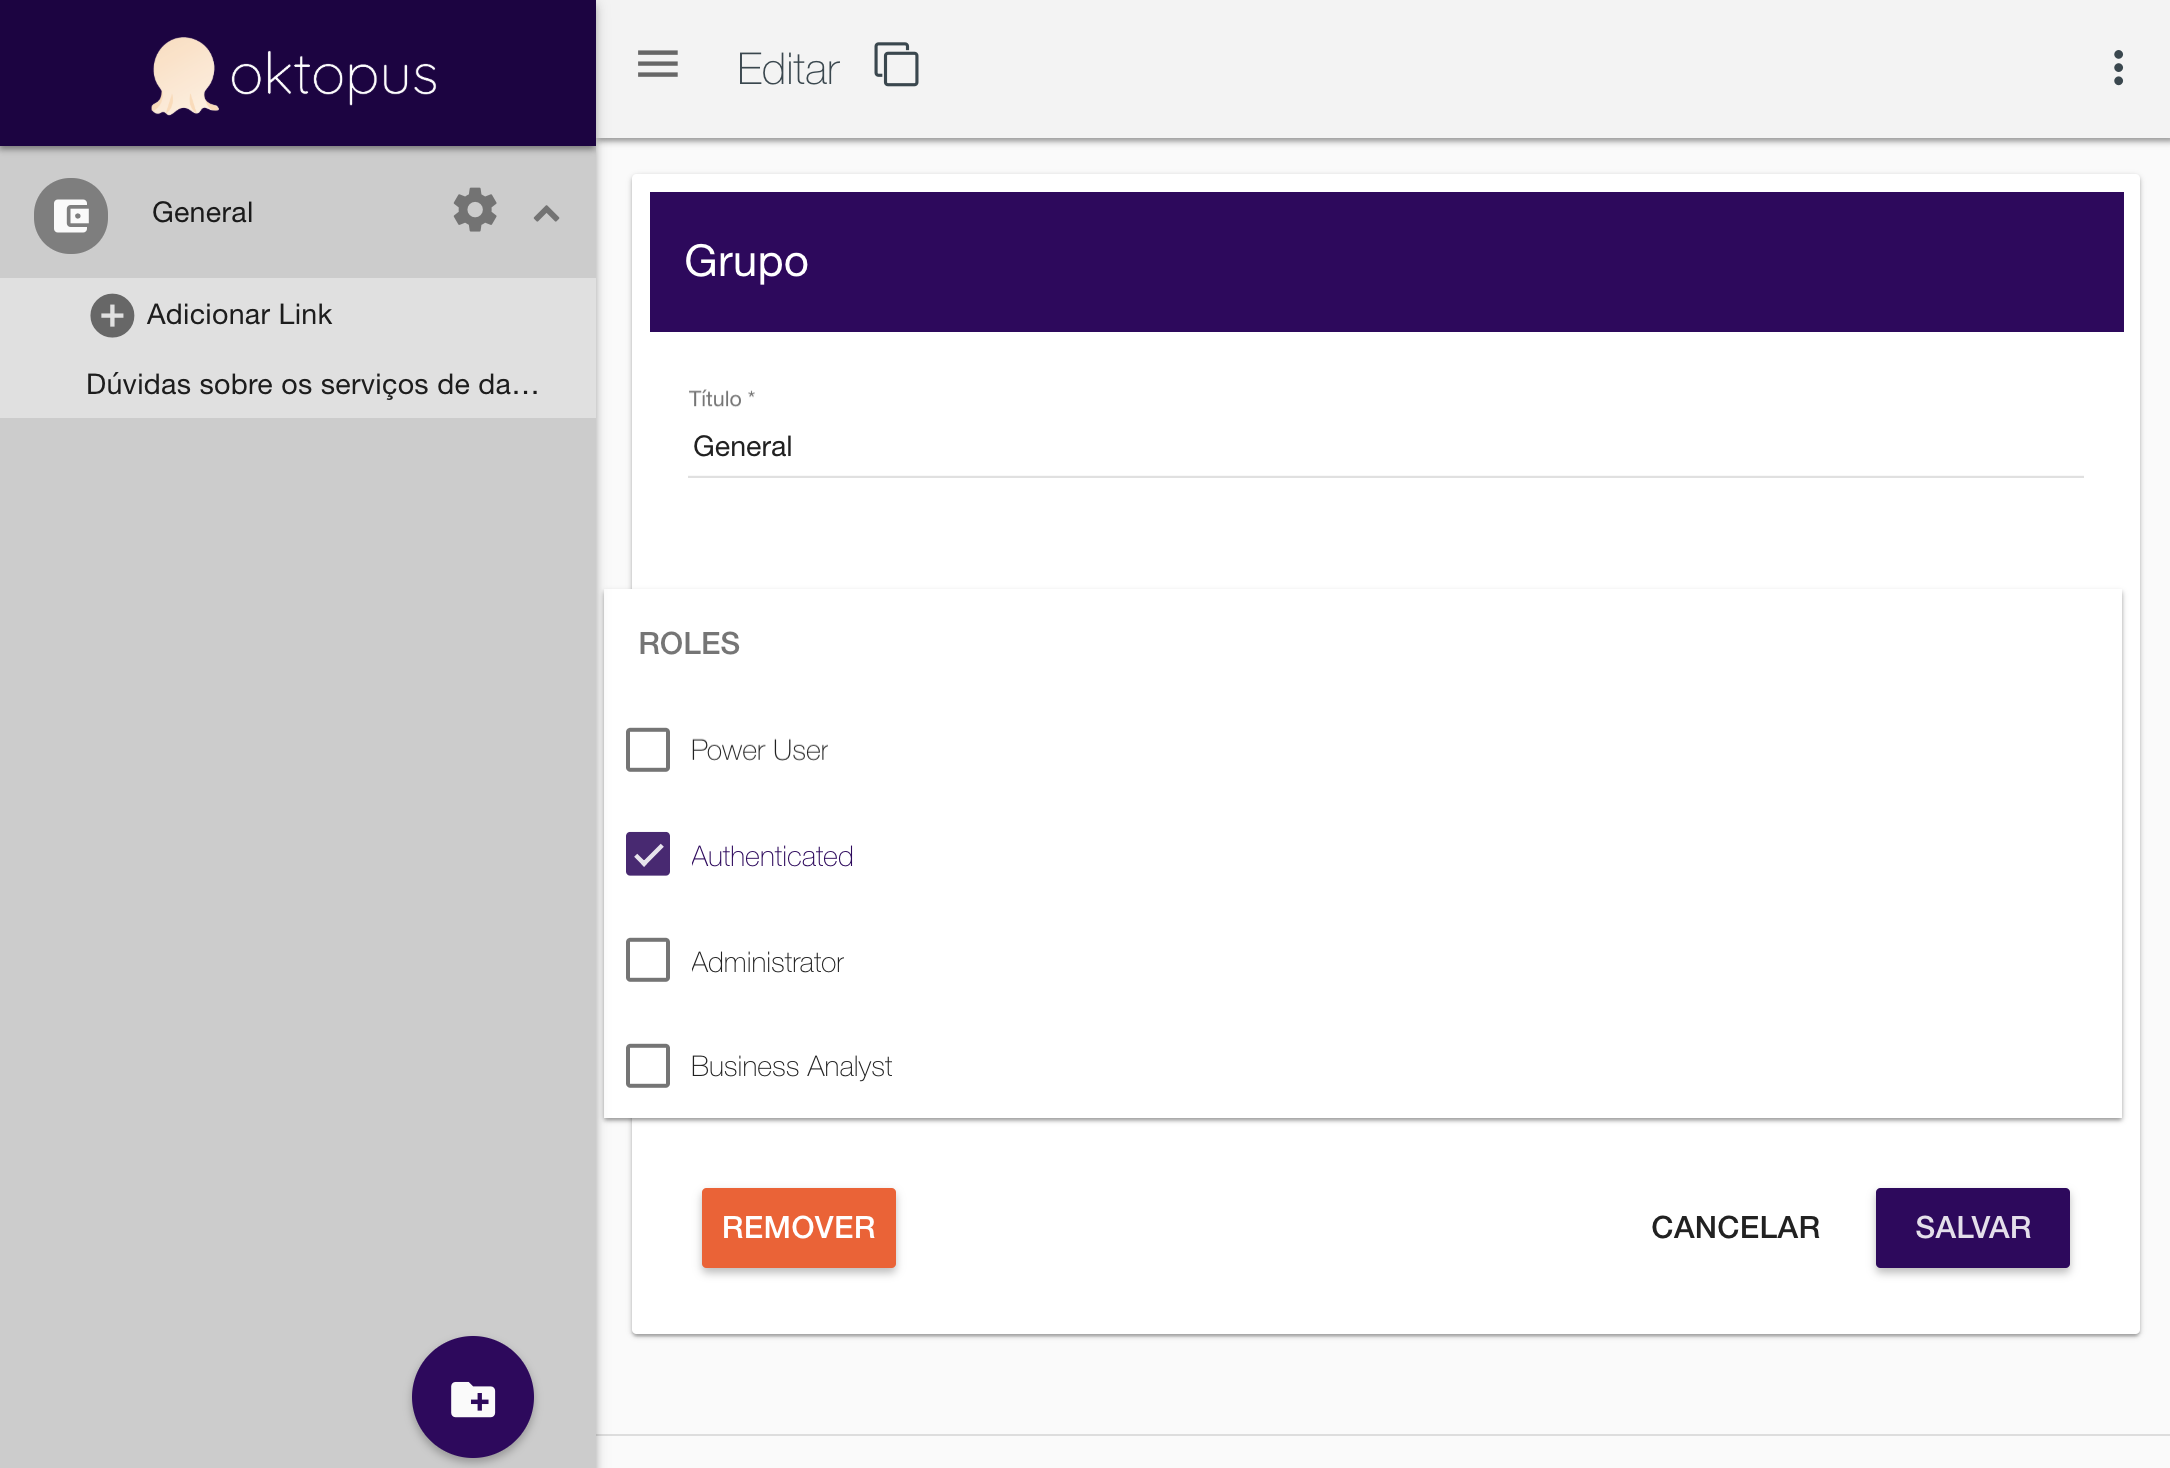 oktopus
Editar
General
Adicionar Link
Dúvidas sobre os serviços de da...
Grupo
Título *
General
ROLES
Power User
Authenticated
Administrator
Business Analyst
REMOVER
CANCELAR
SALVAR